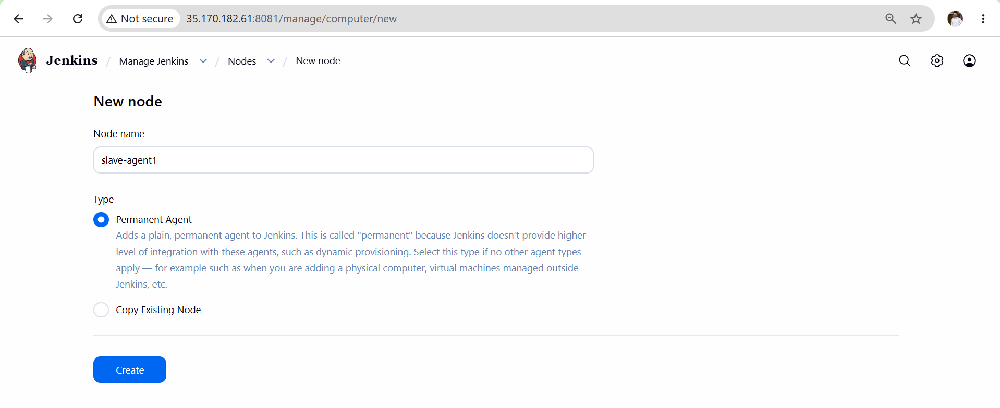 Not secure 35.170.182.61:8081/manage/computer/new
Jenkins / Manage Jenkins / Nodes / New node
New node
Node name
slave-agent1
Type
Permanent Agent
Adds a plain, permanent agent to Jenkins. This is called "permanent" because Jenkins doesn’t provide higher
level of integration with these agents, such as dynamic provisioning. Select this type if no other agent types
apply — for example such as when you are adding a physical computer, virtual machines managed outside
Jenkins, etc.
Copy Existing Node
Create